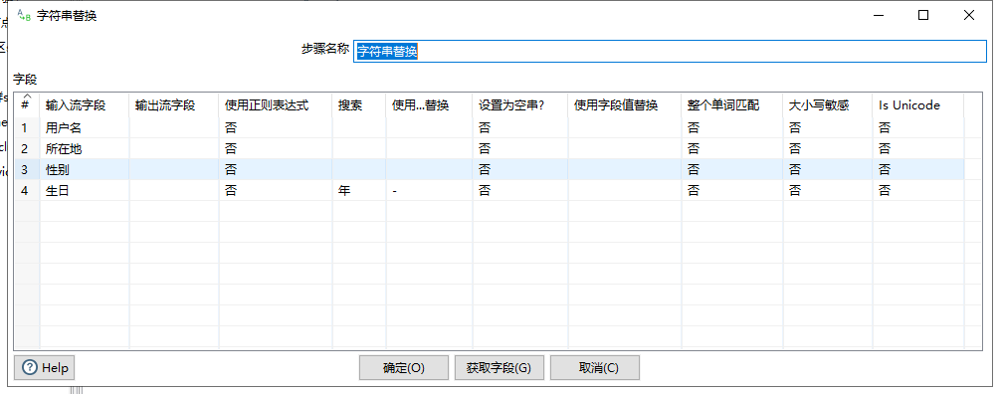 字符串替换
步骤名称 字符串替换
字段
# 输入流字段 输出流字段 使用正则表达式 搜索 使用...替换 设置为空串? 使用字段值替换 整个单词匹配 大小写敏感 Is Unicode
1 用户名 否 否 否 否 否
2 所在地 否 否 否 否 否
3 性别 否 否 否 否 否
4 生日 否 年 - 否 否 否 否
Help 确定(O) 获取字段(G) 取消(C)